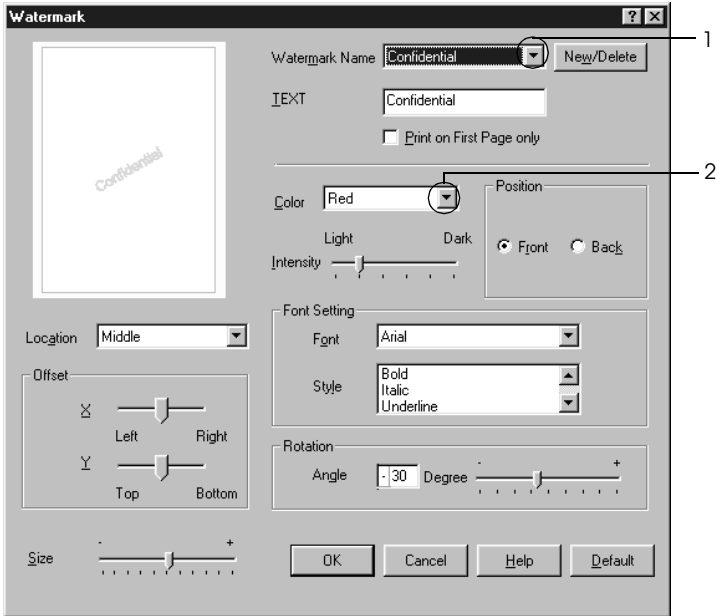 Watermark
1
Watermark Name Confidential New/Delete
TEXT Confidential
Print on First Page only
Confidential
2
Color Red
Position
Light Dark
Intensity
Front Back
Location Middle
Font Setting
Font Arial
Style Bold
Italic
Underline
Offset
X
Left Right
Y
Top Bottom
Rotation
Angle - 30 Degree - +
Size - +
OK Cancel Help Default